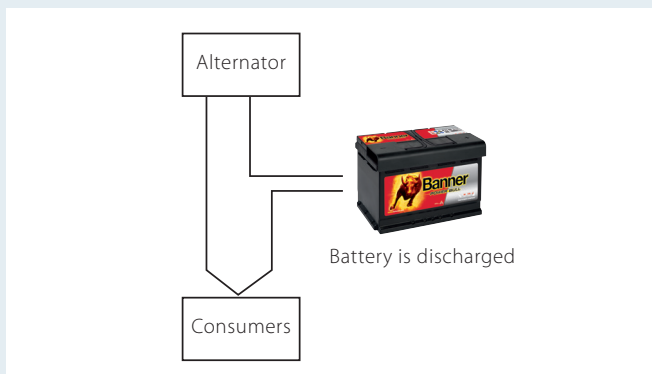 Alternator
Banner
Battery is discharged
Consumers